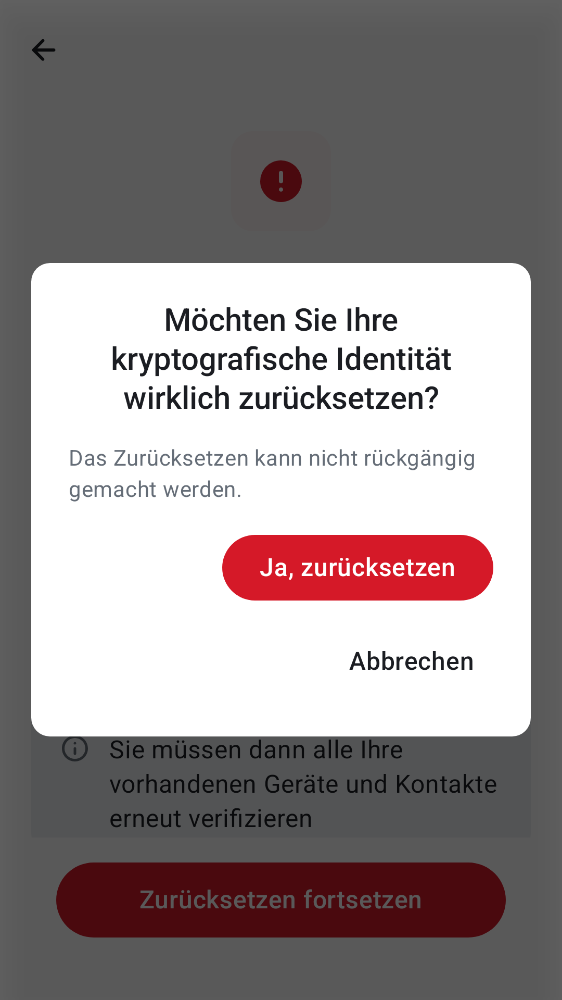 Möchten Sie Ihre
kryptografische Identität
wirklich zurücksetzen?
Das Zurücksetzen kann nicht rückgängig
gemacht werden.
Ja, zurücksetzen
Abbrechen
Sie müssen dann alle Ihre
vorhandenen Geräte und Kontakte
erneut verifizieren
Zurücksetzen fortsetzen